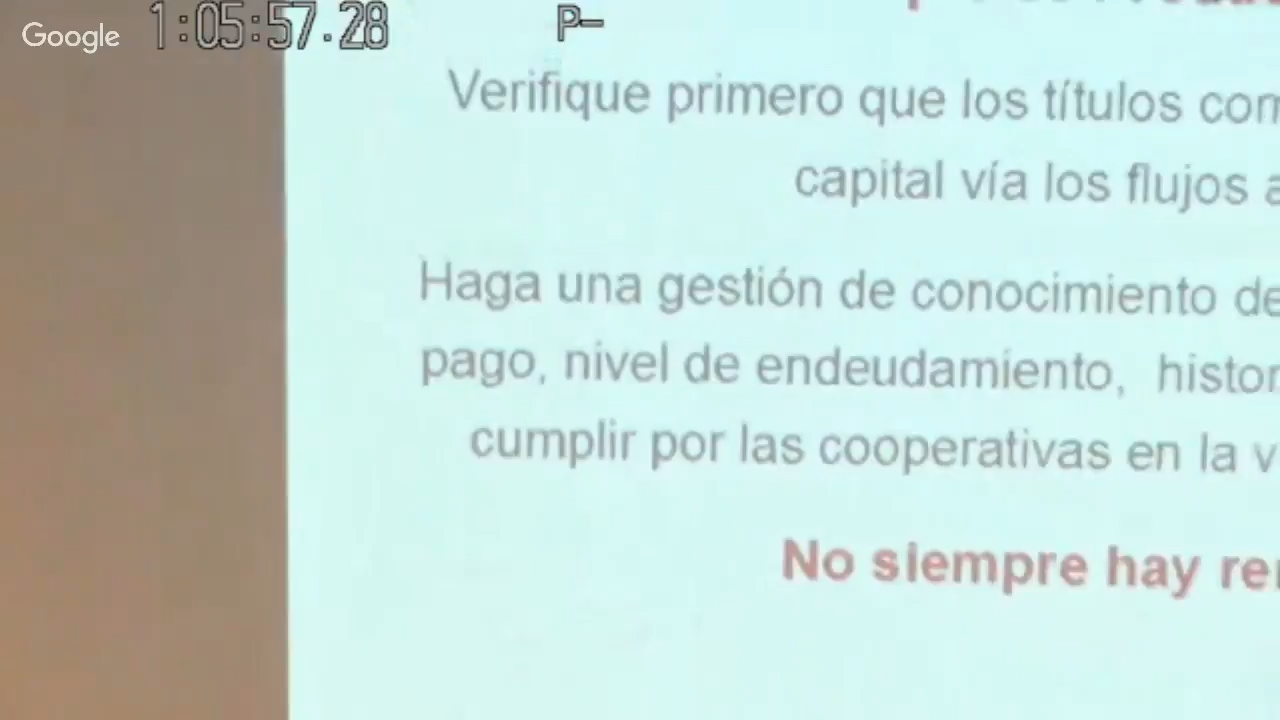 Google
1:05:57.28
P-
Verifique primero que los títulos com
capital vía los flujos a
Haga una gestión de conocimiento de
pago, nivel de endeudamiento, histor
cumplir por las cooperativas en la v
No siempre hay re